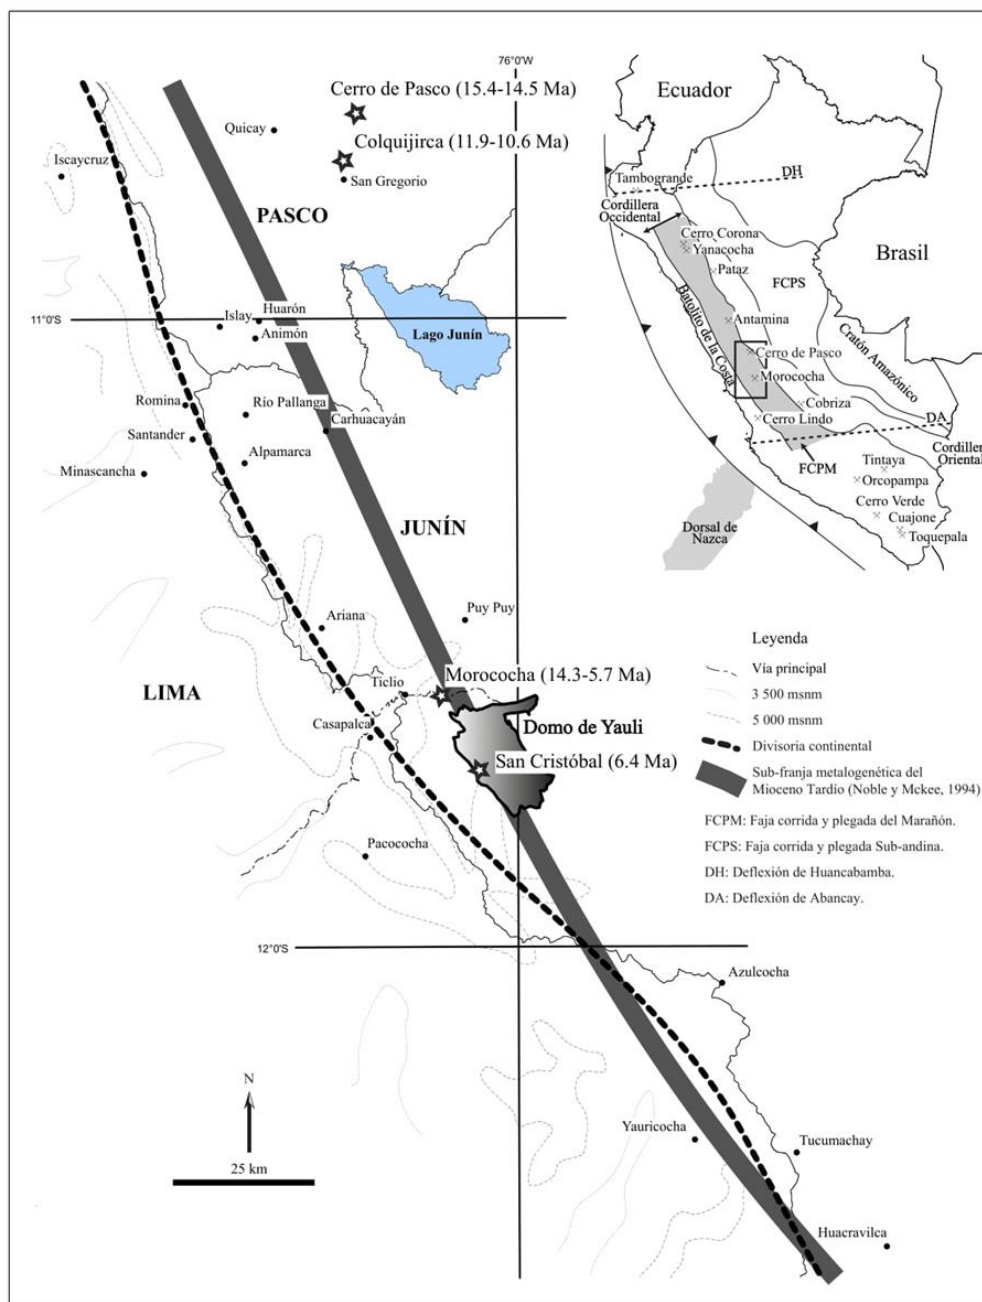 76°0'W
Cerro de Pasco (15.4-14.5 Ma)
Quicay
Colquijirca (11.9-10.6 Ma)
Iscaycruz
San Gregorio
PASCO
11°0'S
Huarón
Islay
Animón
Lago Junín
Romina
Río Pallanga
Carhuacayán
Santander
Alpamarca
Minascancha
JUNÍN
Ariana
Puy Puy
LIMA
Ticlio
Morococha (14.3-5.7 Ma)
Casapalca
Domo de Yauli
San Cristóbal (6.4 Ma)
Pacococha
12°0'S
Azulcocha
N
25 km
Yauricocha
Tucumachay
Huacravilca
Ecuador
Tambogrande
DH
Cordillera
Occidental
Cerro Corona
Yanacocha
Brasil
Pataz
FCPS
Batolito de la Costa
Antamina
Cratón Amazónico
Cerro de Pasco
Morococha
Cobriza
Cerro Lindo
DA
FCPM
Cordillera
Oriental
Tintaya
Orcopampa
Cerro Verde
Cuajone
Toquepala
Dorsal de
Nazca
Leyenda
Vía principal
3 500 msnm
5 000 msnm
Divisoria continental
Sub-franja metalogenética del
Mioceno Tardío (Noble y Mckee, 1994)
FCPM: Faja corrida y plegada del Marañón.
FCPS: Faja corrida y plegada Sub-andina.
DH: Deflexión de Huancabamba.
DA: Deflexión de Abancay.